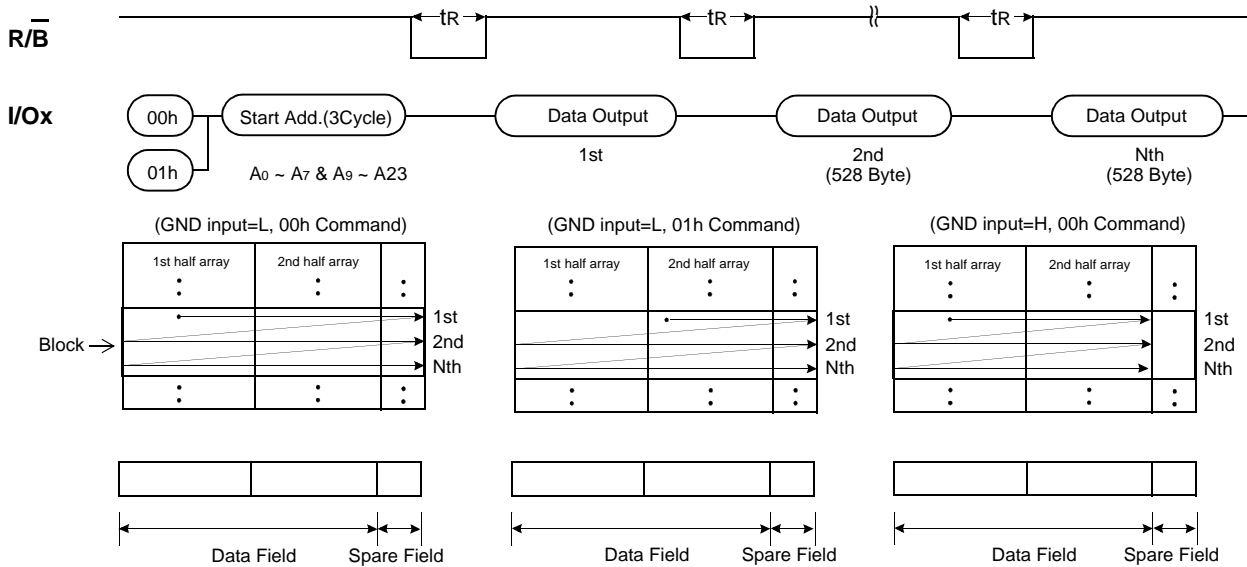 R/B
tR tR tR
I/Ox
00h Start Add.(3Cycle) Data Output Data Output Data Output
01h
A0 ~ A7 & A9 ~ A23
1st 2nd Nth
(528 Byte) (528 Byte)
(GND input=L, 00h Command) (GND input=L, 01h Command) (GND input=H, 00h Command)
1st half array 2nd half array 1st half array 2nd half array 1st half array 2nd half array
1st 1st 1st
Block 2nd 2nd 2nd
Nth Nth Nth
Data Field Spare Field Data Field Spare Field Data Field Spare Field